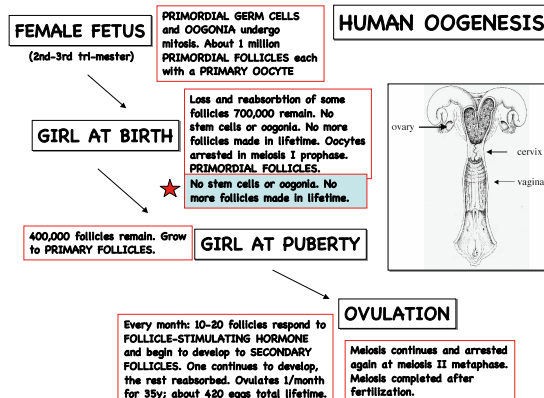 HUMAN OOGENESIS
FEMALE FETUS
(2nd-3rd tri-mester)
PRIMORDIAL GERM CELLS
and OOGONIA undergo
mitosis. About 1 million
PRIMORDIAL FOLLICLES each
with a PRIMARY OOCYTE
GIRL AT BIRTH
Loss and reabsorbtion of some
follicles 700,000 remain. No
stem cells or oogonia. No more
follicles made in lifetime. Oocytes
arrested in meiosis I prophase.
PRIMORDIAL FOLLICLES.
No stem cells or oogonia. No
more follicles made in lifetime.
ovary
cervix
vagina
400,000 follicles remain. Grow
to PRIMARY FOLLICLES.
GIRL AT PUBERTY
OVULATION
Every month: 10-20 follicles respond to
FOLLICLE-STIMULATING HORMONE
and begin to develop to SECONDARY
FOLLICLES. One continues to develop,
the rest reabsorbed. Ovulates 1/month
for 35y; about 420 eggs total lifetime.
Meiosis continues and arrested
again at meiosis II metaphase.
Meiosis completed after
fertilization.